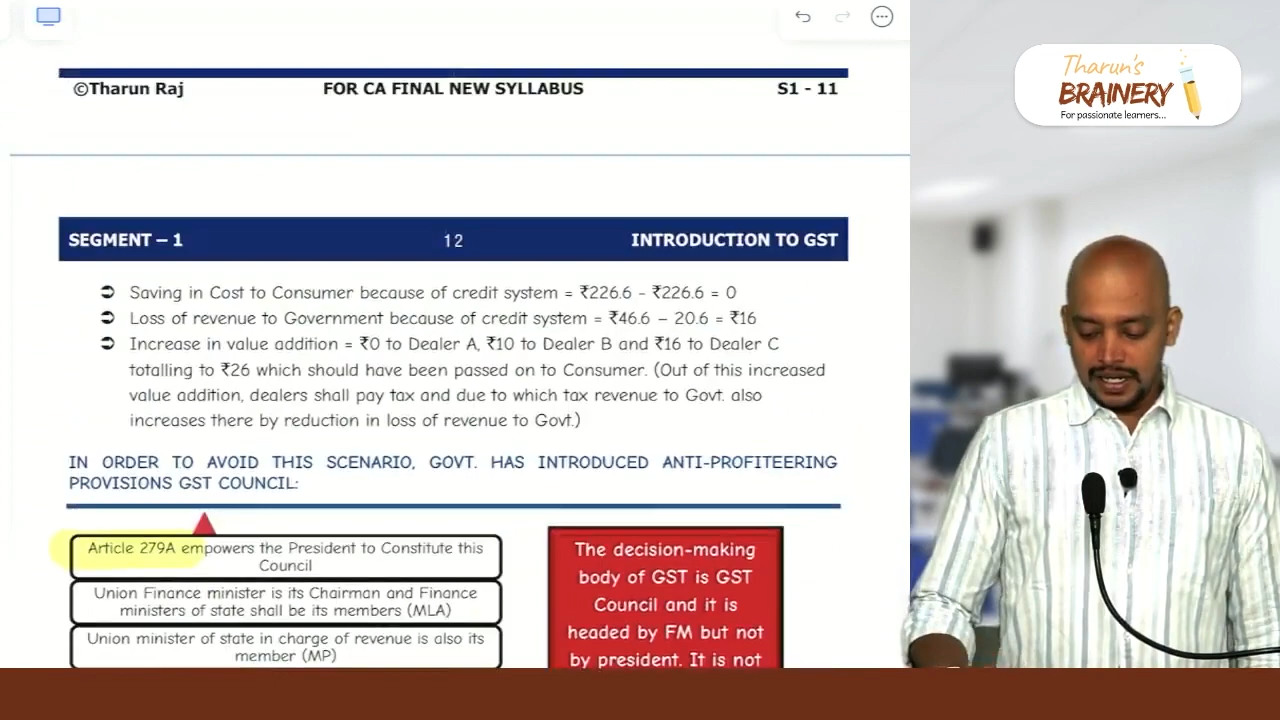 ©Tharun Raj FOR CA FINAL NEW SYLLABUS S1 - 11
Tharun's
BRAINERY
For passionate learners...
SEGMENT – 1 12 INTRODUCTION TO GST
➲ Saving in Cost to Consumer because of credit system = ₹226.6 - ₹226.6 = 0
➲ Loss of revenue to Government because of credit system = ₹46.6 – 20.6 = ₹16
➲ Increase in value addition = ₹0 to Dealer A, ₹10 to Dealer B and ₹16 to Dealer C
totalling to ₹26 which should have been passed on to Consumer. (Out of this increased
value addition, dealers shall pay tax and due to which tax revenue to Govt. also
increases there by reduction in loss of revenue to Govt.)
IN ORDER TO AVOID THIS SCENARIO, GOVT. HAS INTRODUCED ANTI-PROFITEERING
PROVISIONS GST COUNCIL:
Article 279A empowers the President to Constitute this
Council
Union Finance minister is its Chairman and Finance
ministers of state shall be its members (MLA)
Union minister of state in charge of revenue is also its
member (MP)
The decision-making
body of GST is GST
Council and it is
headed by FM but not
by president. It is not